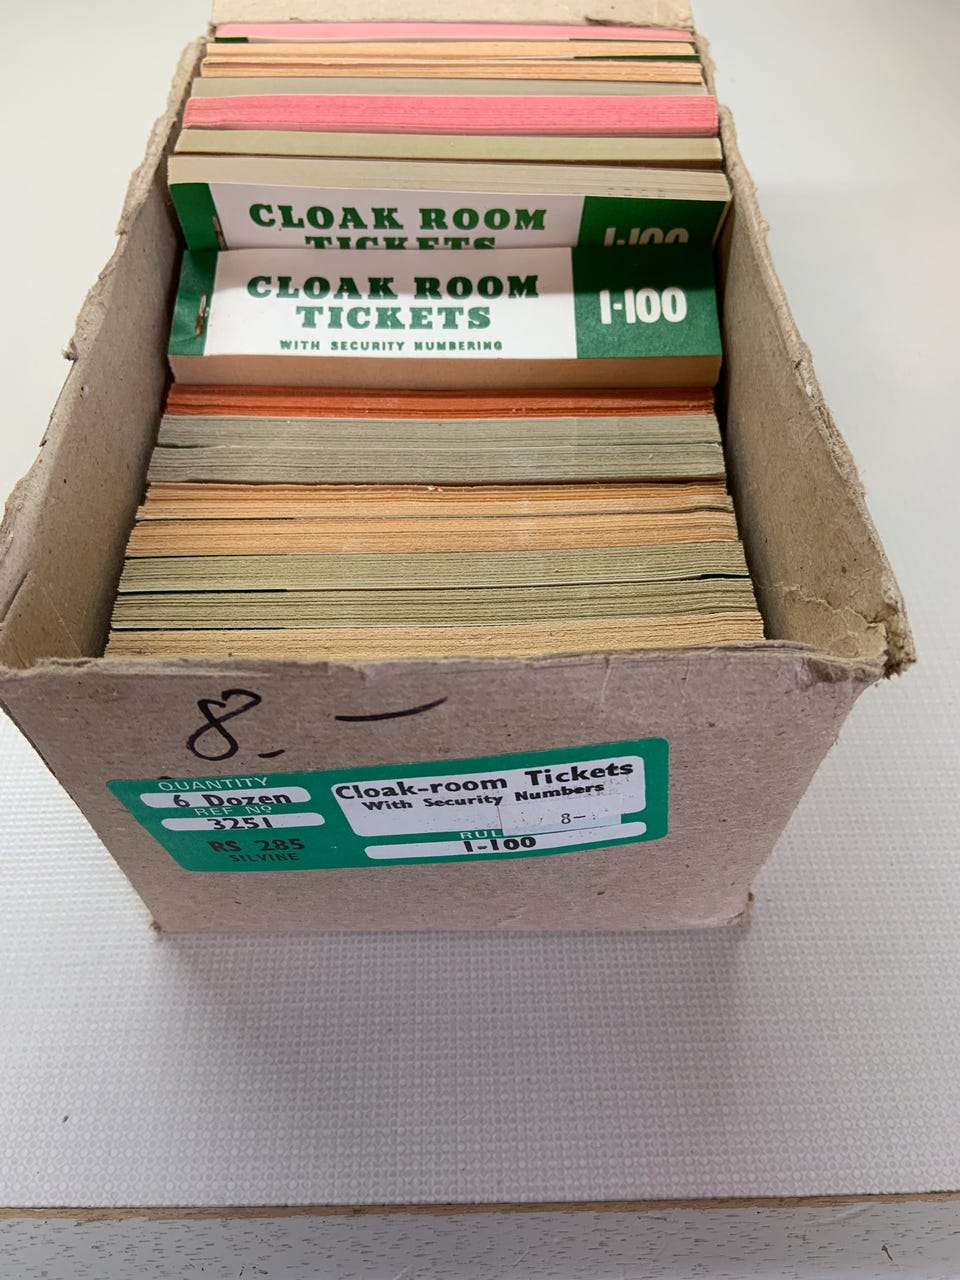 CLOAK ROOM
TICKETS
1-100
CLOAK ROOM
TICKETS
WITH SECURITY NUMBERING
1-100
8. —
QUANTITY
6 Dozen
REF Nº
3251
RS 285
SILVINE
Cloak-room Tickets
With Security Numbers
8-
1-100